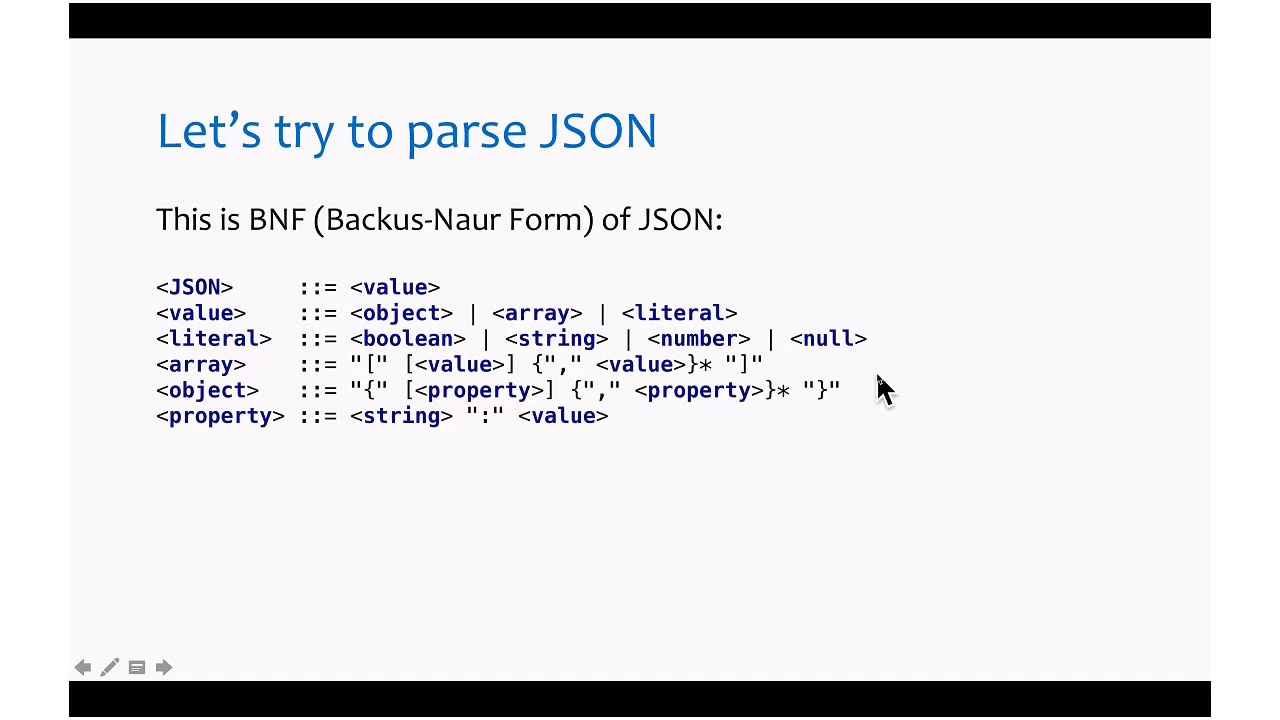 Let's try to parse JSON
This is BNF (Backus-Naur Form) of JSON:
<JSON>     ::= <value>
<value>    ::= <object> | <array> | <literal>
<literal>  ::= <boolean> | <string> | <number> | <null>
<array>    ::= "[" [<value>] {"," <value>}* "]"
<object>   ::= "{" [<property>] {"," <property>}* "}"
<property> ::= <string> ":" <value>